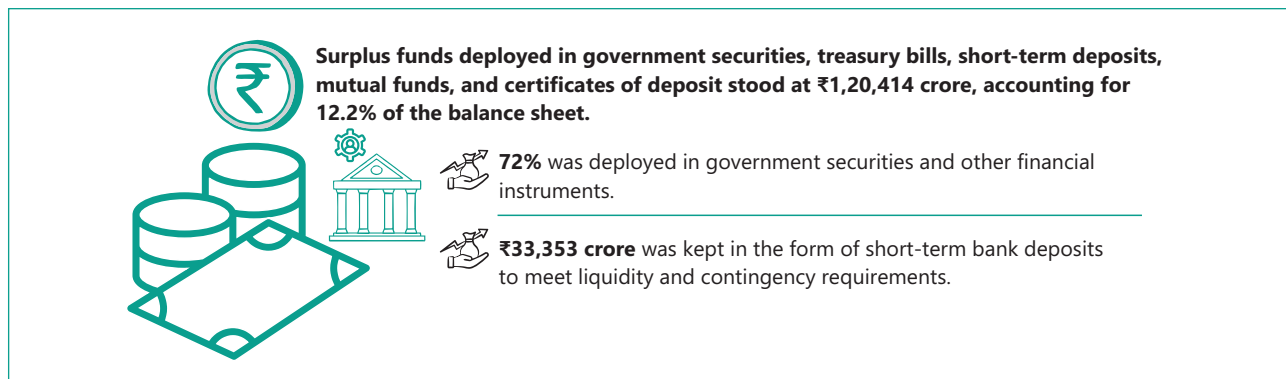 ₹
Surplus funds deployed in government securities, treasury bills, short-term deposits,
mutual funds, and certificates of deposit stood at ₹1,20,414 crore, accounting for
12.2% of the balance sheet.
72% was deployed in government securities and other financial
instruments.
₹33,353 crore was kept in the form of short-term bank deposits
to meet liquidity and contingency requirements.